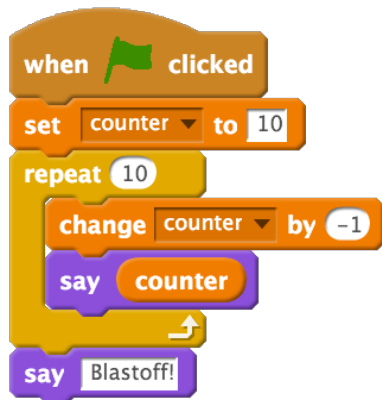 when clicked
set counter to 10
repeat 10
change counter by -1
say counter
say Blastoff!